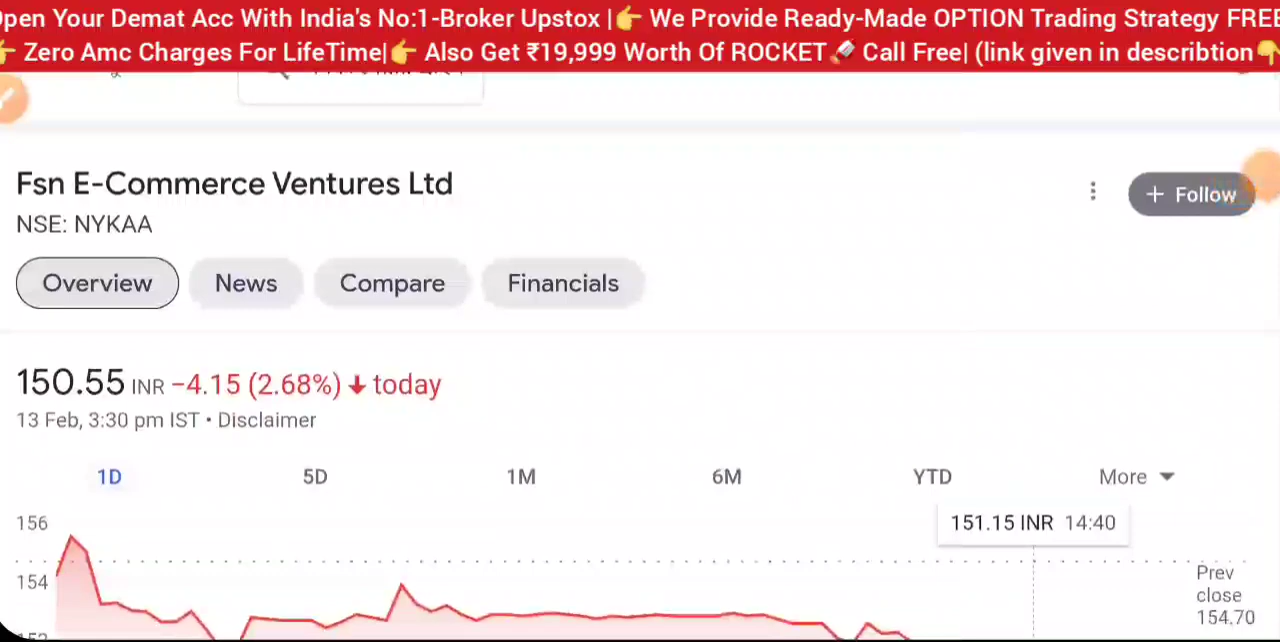 pen Your Demat Acc With India's No:1-Broker Upstox |👉 We Provide Ready-Made OPTION Trading Strategy FREE
👉 Zero Amc Charges For LifeTime|👉 Also Get ₹19,999 Worth Of ROCKET🚀 Call Free| (link given in describtion👇
Fsn E-Commerce Ventures Ltd
NSE: NYKAA
+ Follow
Overview News Compare Financials
150.55 INR −4.15 (2.68%) ↓ today
13 Feb, 3:30 pm IST • Disclaimer
1D 5D 1M 6M YTD More
151.15 INR 14:40
156
154
Prev
close
154.70